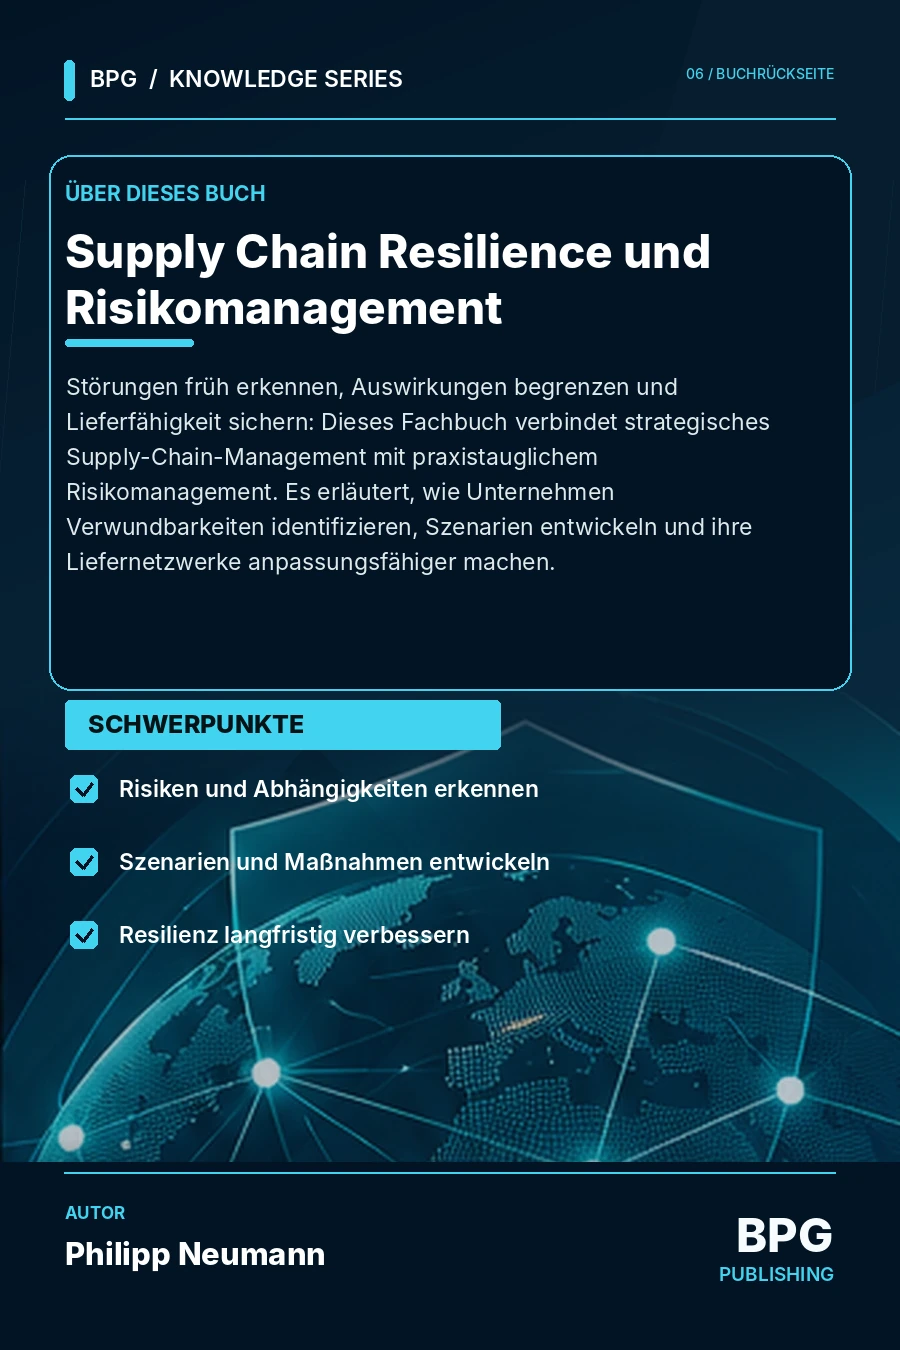 BPG / KNOWLEDGE SERIES
06 / BUCHRÜCKSEITE
ÜBER DIESES BUCH
Supply Chain Resilience und
Risikomanagement
Störungen früh erkennen, Auswirkungen begrenzen und
Lieferfähigkeit sichern: Dieses Fachbuch verbindet strategisches
Supply-Chain-Management mit praxistauglichem
Risikomanagement. Es erläutert, wie Unternehmen
Verwundbarkeiten identifizieren, Szenarien entwickeln und ihre
Liefernetzwerke anpassungsfähiger machen.
SCHWERPUNKTE
Risiken und Abhängigkeiten erkennen
Szenarien und Maßnahmen entwickeln
Resilienz langfristig verbessern
AUTOR
Philipp Neumann
BPG
PUBLISHING